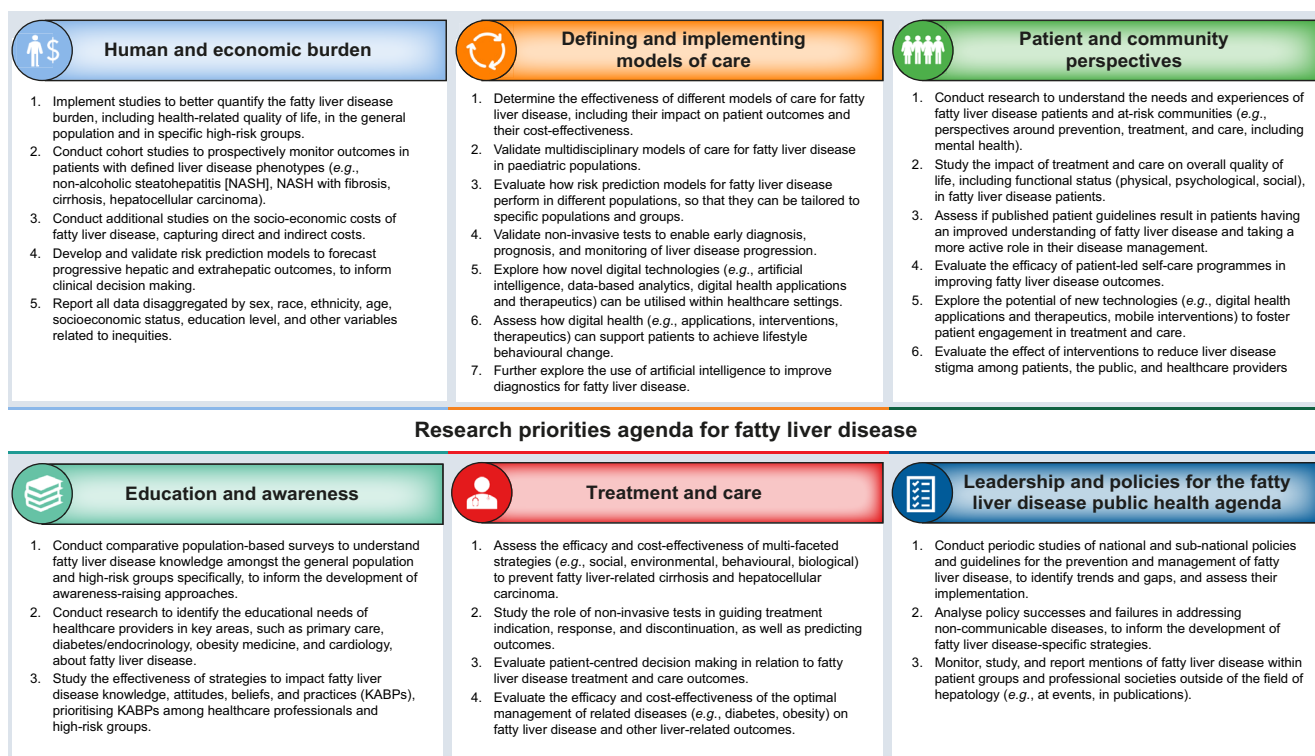 Human and economic burden
1. Implement studies to better quantify the fatty liver disease
burden, including health-related quality of life, in the general
population and in specific high-risk groups.
2. Conduct cohort studies to prospectively monitor outcomes in
patients with defined liver disease phenotypes (e.g.,
non-alcoholic steatohepatitis [NASH], NASH with fibrosis,
cirrhosis, hepatocellular carcinoma).
3. Conduct additional studies on the socio-economic costs of
fatty liver disease, capturing direct and indirect costs.
4. Develop and validate risk prediction models to forecast
progressive hepatic and extrahepatic outcomes, to inform
clinical decision making.
5. Report all data disaggregated by sex, race, ethnicity, age,
socioeconomic status, education level, and other variables
related to inequities.
Defining and implementing
models of care
1. Determine the effectiveness of different models of care for fatty
liver disease, including their impact on patient outcomes and
their cost-effectiveness.
2. Validate multidisciplinary models of care for fatty liver disease
in paediatric populations.
3. Evaluate how risk prediction models for fatty liver disease
perform in different populations, so that they can be tailored to
specific populations and groups.
4. Validate non-invasive tests to enable early diagnosis,
prognosis, and monitoring of liver disease progression.
5. Explore how novel digital technologies (e.g., artificial
intelligence, data-based analytics, digital health applications
and therapeutics) can be utilised within healthcare settings.
6. Assess how digital health (e.g., applications, interventions,
therapeutics) can support patients to achieve lifestyle
behavioural change.
7. Further explore the use of artificial intelligence to improve
diagnostics for fatty liver disease.
Patient and community
perspectives
1. Conduct research to understand the needs and experiences of
fatty liver disease patients and at-risk communities (e.g.,
perspectives around prevention, treatment, and care, including
mental health).
2. Study the impact of treatment and care on overall quality of
life, including functional status (physical, psychological, social),
in fatty liver disease patients.
3. Assess if published patient guidelines result in patients having
an improved understanding of fatty liver disease and taking a
more active role in their disease management.
4. Evaluate the efficacy of patient-led self-care programmes in
improving fatty liver disease outcomes.
5. Explore the potential of new technologies (e.g., digital health
applications and therapeutics, mobile interventions) to foster
patient engagement in treatment and care.
6. Evaluate the effect of interventions to reduce liver disease
stigma among patients, the public, and healthcare providers
Research priorities agenda for fatty liver disease
Education and awareness
1. Conduct comparative population-based surveys to understand
fatty liver disease knowledge amongst the general population
and high-risk groups specifically, to inform the development of
awareness-raising approaches.
2. Conduct research to identify the educational needs of
healthcare providers in key areas, such as primary care,
diabetes/endocrinology, obesity medicine, and cardiology,
about fatty liver disease.
3. Study the effectiveness of strategies to impact fatty liver
disease knowledge, attitudes, beliefs, and practices (KABPs),
prioritising KABPs among healthcare professionals and
high-risk groups.
Treatment and care
1. Assess the efficacy and cost-effectiveness of multi-faceted
strategies (e.g., social, environmental, behavioural, biological)
to prevent fatty liver-related cirrhosis and hepatocellular
carcinoma.
2. Study the role of non-invasive tests in guiding treatment
indication, response, and discontinuation, as well as predicting
outcomes.
3. Evaluate patient-centred decision making in relation to fatty
liver disease treatment and care outcomes.
4. Evaluate the efficacy and cost-effectiveness of the optimal
management of related diseases (e.g., diabetes, obesity) on
fatty liver disease and other liver-related outcomes.
Leadership and policies for the fatty
liver disease public health agenda
1. Conduct periodic studies of national and sub-national policies
and guidelines for the prevention and management of fatty
liver disease, to identify trends and gaps, and assess their
implementation.
2. Analyse policy successes and failures in addressing
non-communicable diseases, to inform the development of
fatty liver disease-specific strategies.
3. Monitor, study, and report mentions of fatty liver disease within
patient groups and professional societies outside of the field of
hepatology (e.g., at events, in publications).